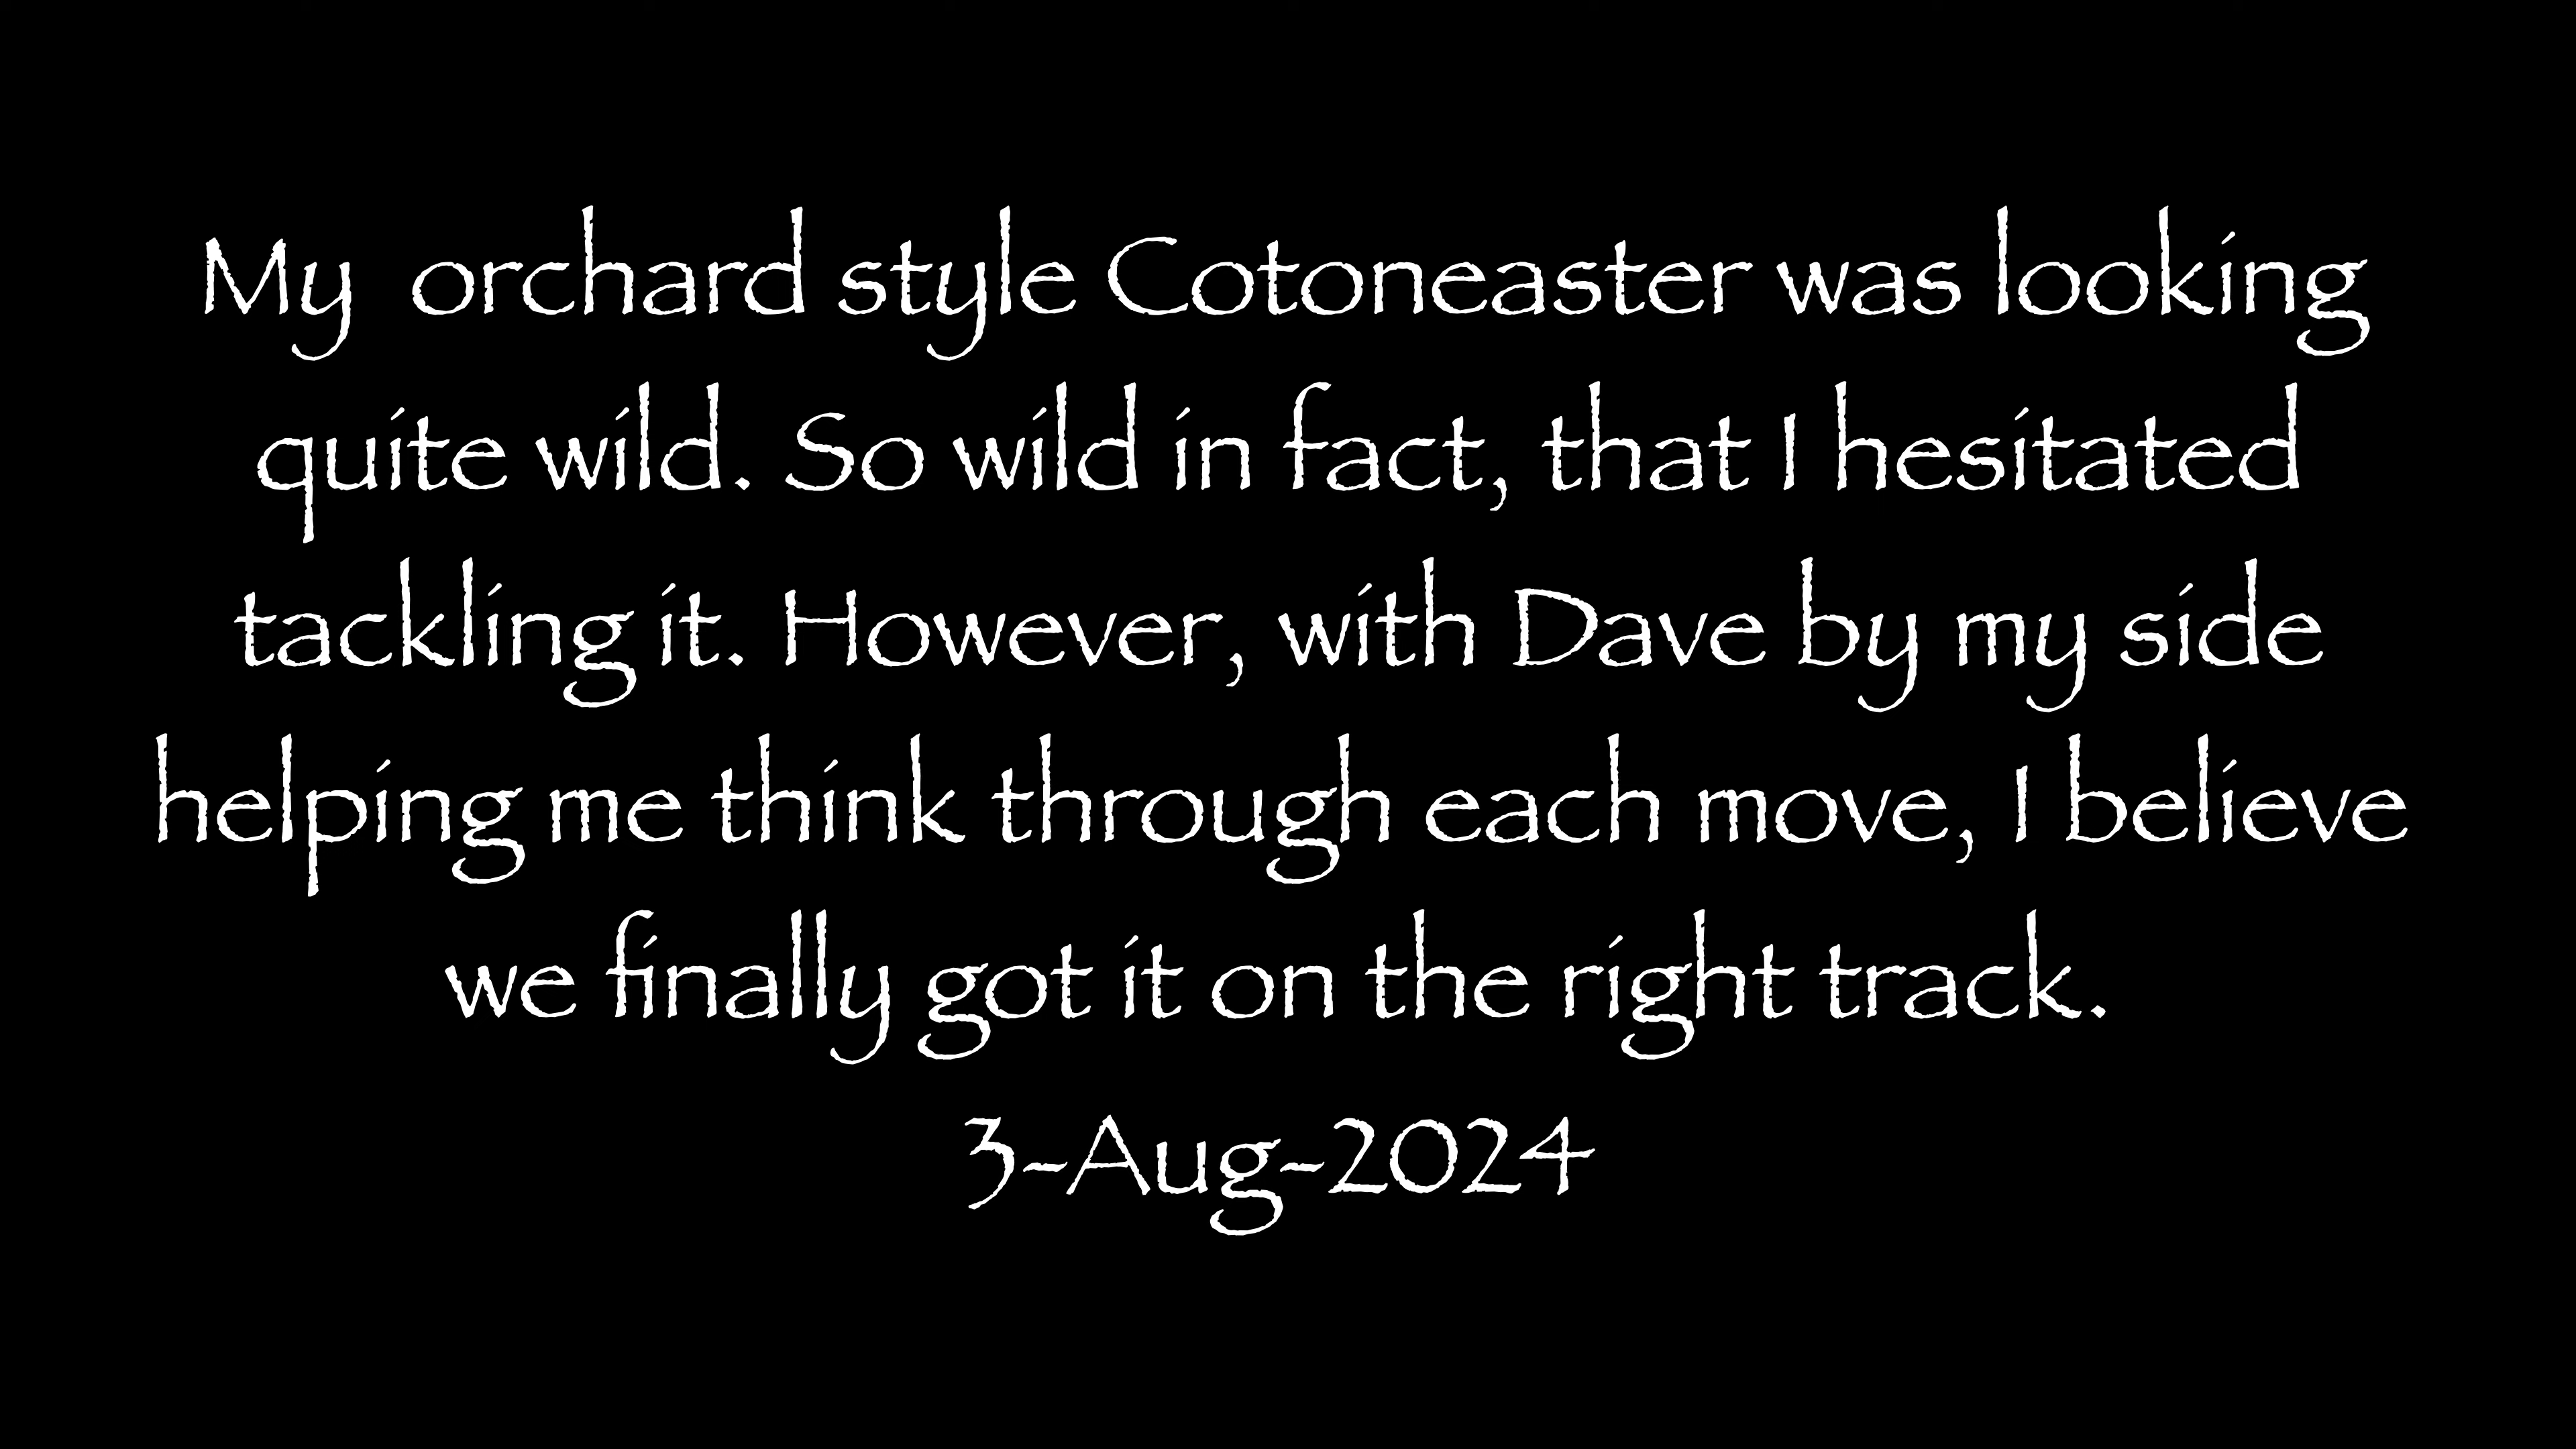 My  orchard style Cotoneaster was looking
quite wild. So wild in fact, that I hesitated
tackling it. However, with Dave by my side
helping me think through each move, I believe
we finally got it on the right track.
3-Aug-2024